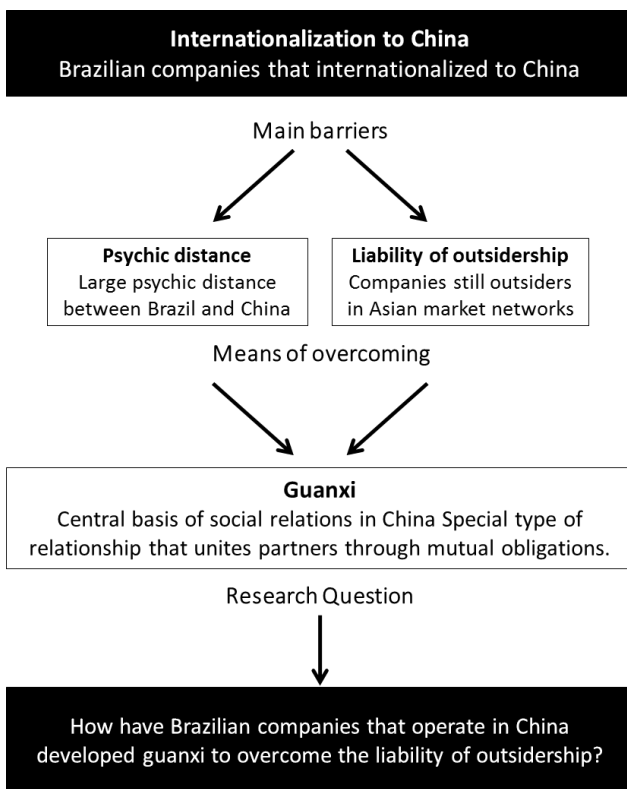 Internationalization to China
Brazilian companies that internationalized to China
Main barriers
Psychic distance
Large psychic distance
between Brazil and China
Liability of outsidership
Companies still outsiders
in Asian market networks
Means of overcoming
Guanxi
Central basis of social relations in China Special type of
relationship that unites partners through mutual obligations.
Research Question
How have Brazilian companies that operate in China
developed guanxi to overcome the liability of outsidership?